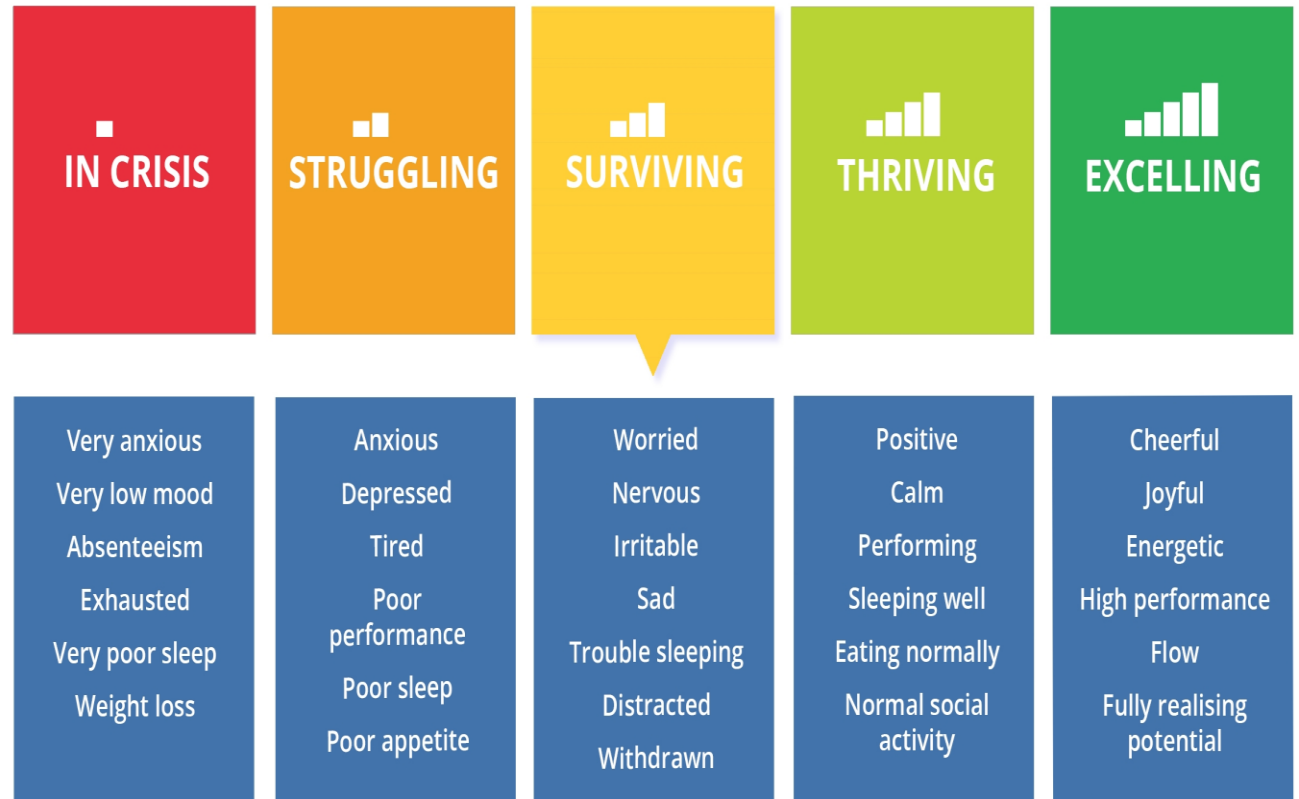 IN CRISIS
STRUGGLING
SURVIVING
THRIVING
EXCELLING
Very anxious
Very low mood
Absenteeism
Exhausted
Very poor sleep
Weight loss
Anxious
Depressed
Tired
Poor
performance
Poor sleep
Poor appetite
Worried
Nervous
Irritable
Sad
Trouble sleeping
Distracted
Withdrawn
Positive
Calm
Performing
Sleeping well
Eating normally
Normal social
activity
Cheerful
Joyful
Energetic
High performance
Flow
Fully realising
potential